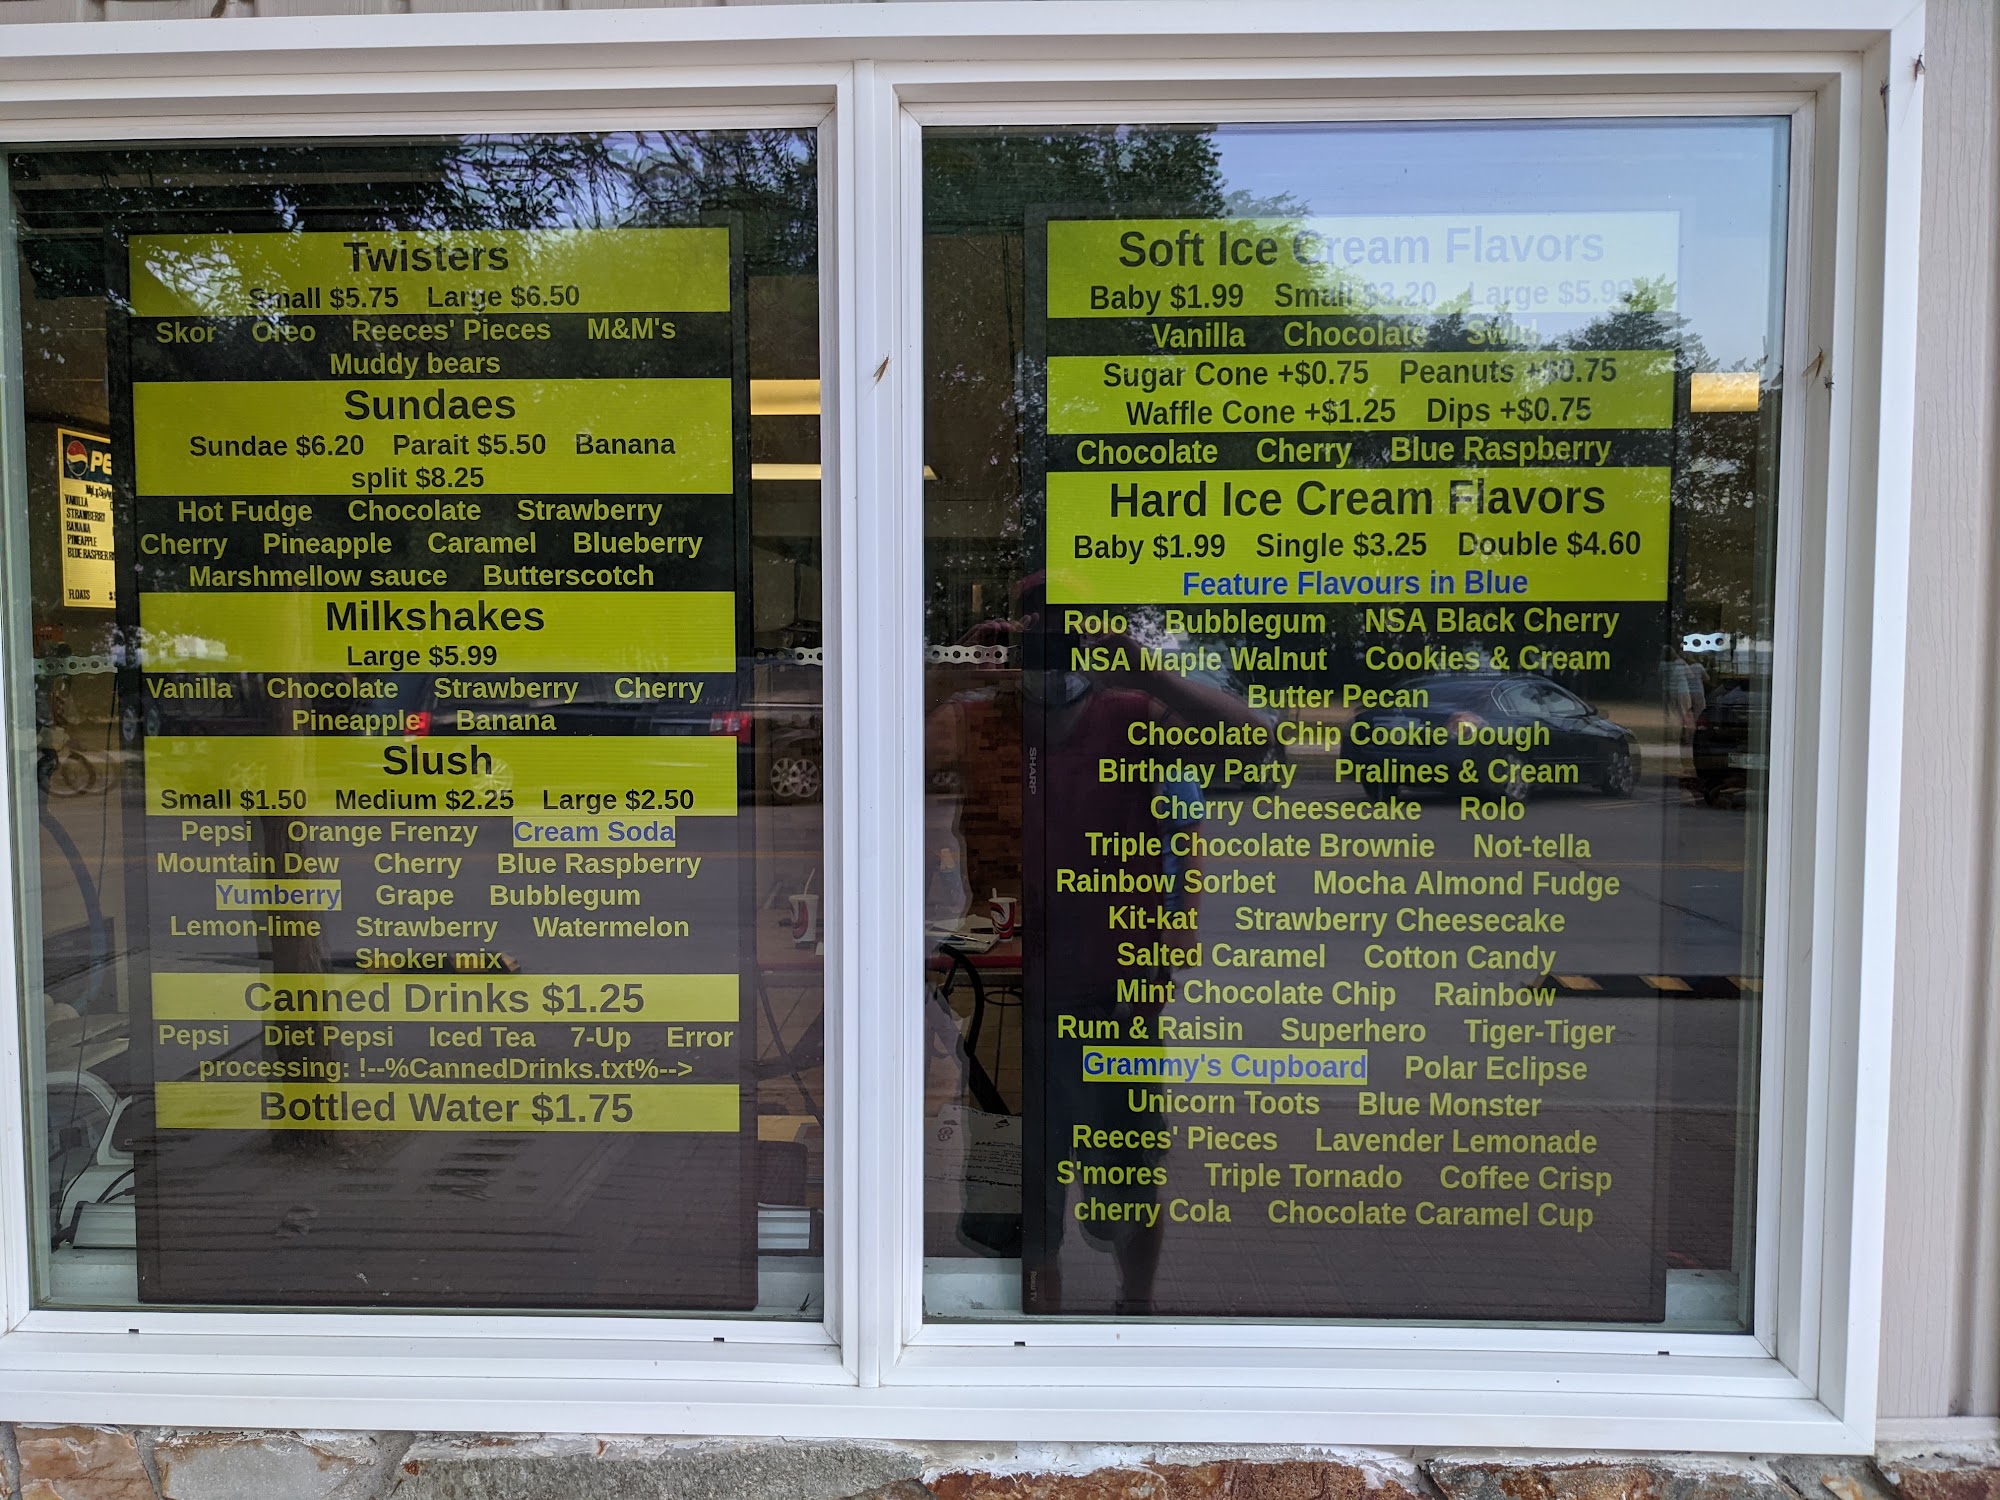 Twisters
Small $5.75 Large $6.50
Skor Oreo Reeces' Pieces M&M's
Muddy bears
Sundaes
Sundae $6.20 Parait $5.50 Banana
split $8.25
Hot Fudge Chocolate Strawberry
Cherry Pineapple Caramel Blueberry
Marshmellow sauce Butterscotch
Milkshakes
Large $5.99
Vanilla Chocolate Strawberry Cherry
Pineapple Banana
Slush
Small $1.50 Medium $2.25 Large $2.50
Pepsi Orange Frenzy Cream Soda
Mountain Dew Cherry Blue Raspberry
Yumberry Grape Bubblegum
Lemon-lime Strawberry Watermelon
Shoker mix
Canned Drinks $1.25
Pepsi Diet Pepsi Iced Tea 7-Up Error
processing: !--%CannedDrinks.txt%-->
Bottled Water $1.75
PE
VANILLA
STRAWBERRY
BANANA
PINEAPPLE
BLUE RASPBERR
FLOATS
Soft Ice Cream Flavors
Baby $1.99 Small $3.20 Large $5.99
Vanilla Chocolate Swirl
Sugar Cone +$0.75 Peanuts +$0.75
Waffle Cone +$1.25 Dips +$0.75
Chocolate Cherry Blue Raspberry
Hard Ice Cream Flavors
Baby $1.99 Single $3.25 Double $4.60
Feature Flavours in Blue
Rolo Bubblegum NSA Black Cherry
NSA Maple Walnut Cookies & Cream
Butter Pecan
Chocolate Chip Cookie Dough
Birthday Party Pralines & Cream
Cherry Cheesecake Rolo
Triple Chocolate Brownie Not-tella
Rainbow Sorbet Mocha Almond Fudge
Kit-kat Strawberry Cheesecake
Salted Caramel Cotton Candy
Mint Chocolate Chip Rainbow
Rum & Raisin Superhero Tiger-Tiger
Grammy's Cupboard Polar Eclipse
Unicorn Toots Blue Monster
Reeces' Pieces Lavender Lemonade
S'mores Triple Tornado Coffee Crisp
cherry Cola Chocolate Caramel Cup
SHARP